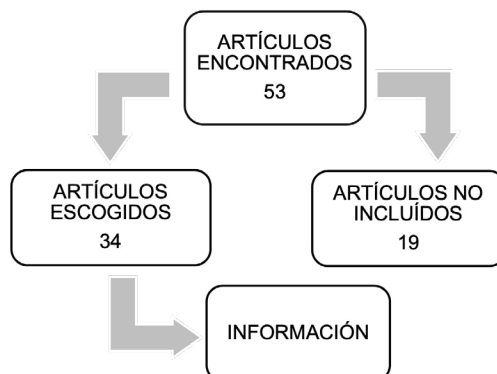 ARTÍCULOS
ENCONTRADOS
53
ARTÍCULOS
ESCOGIDOS
34
ARTÍCULOS NO
INCLUÍDOS
19
INFORMACIÓN